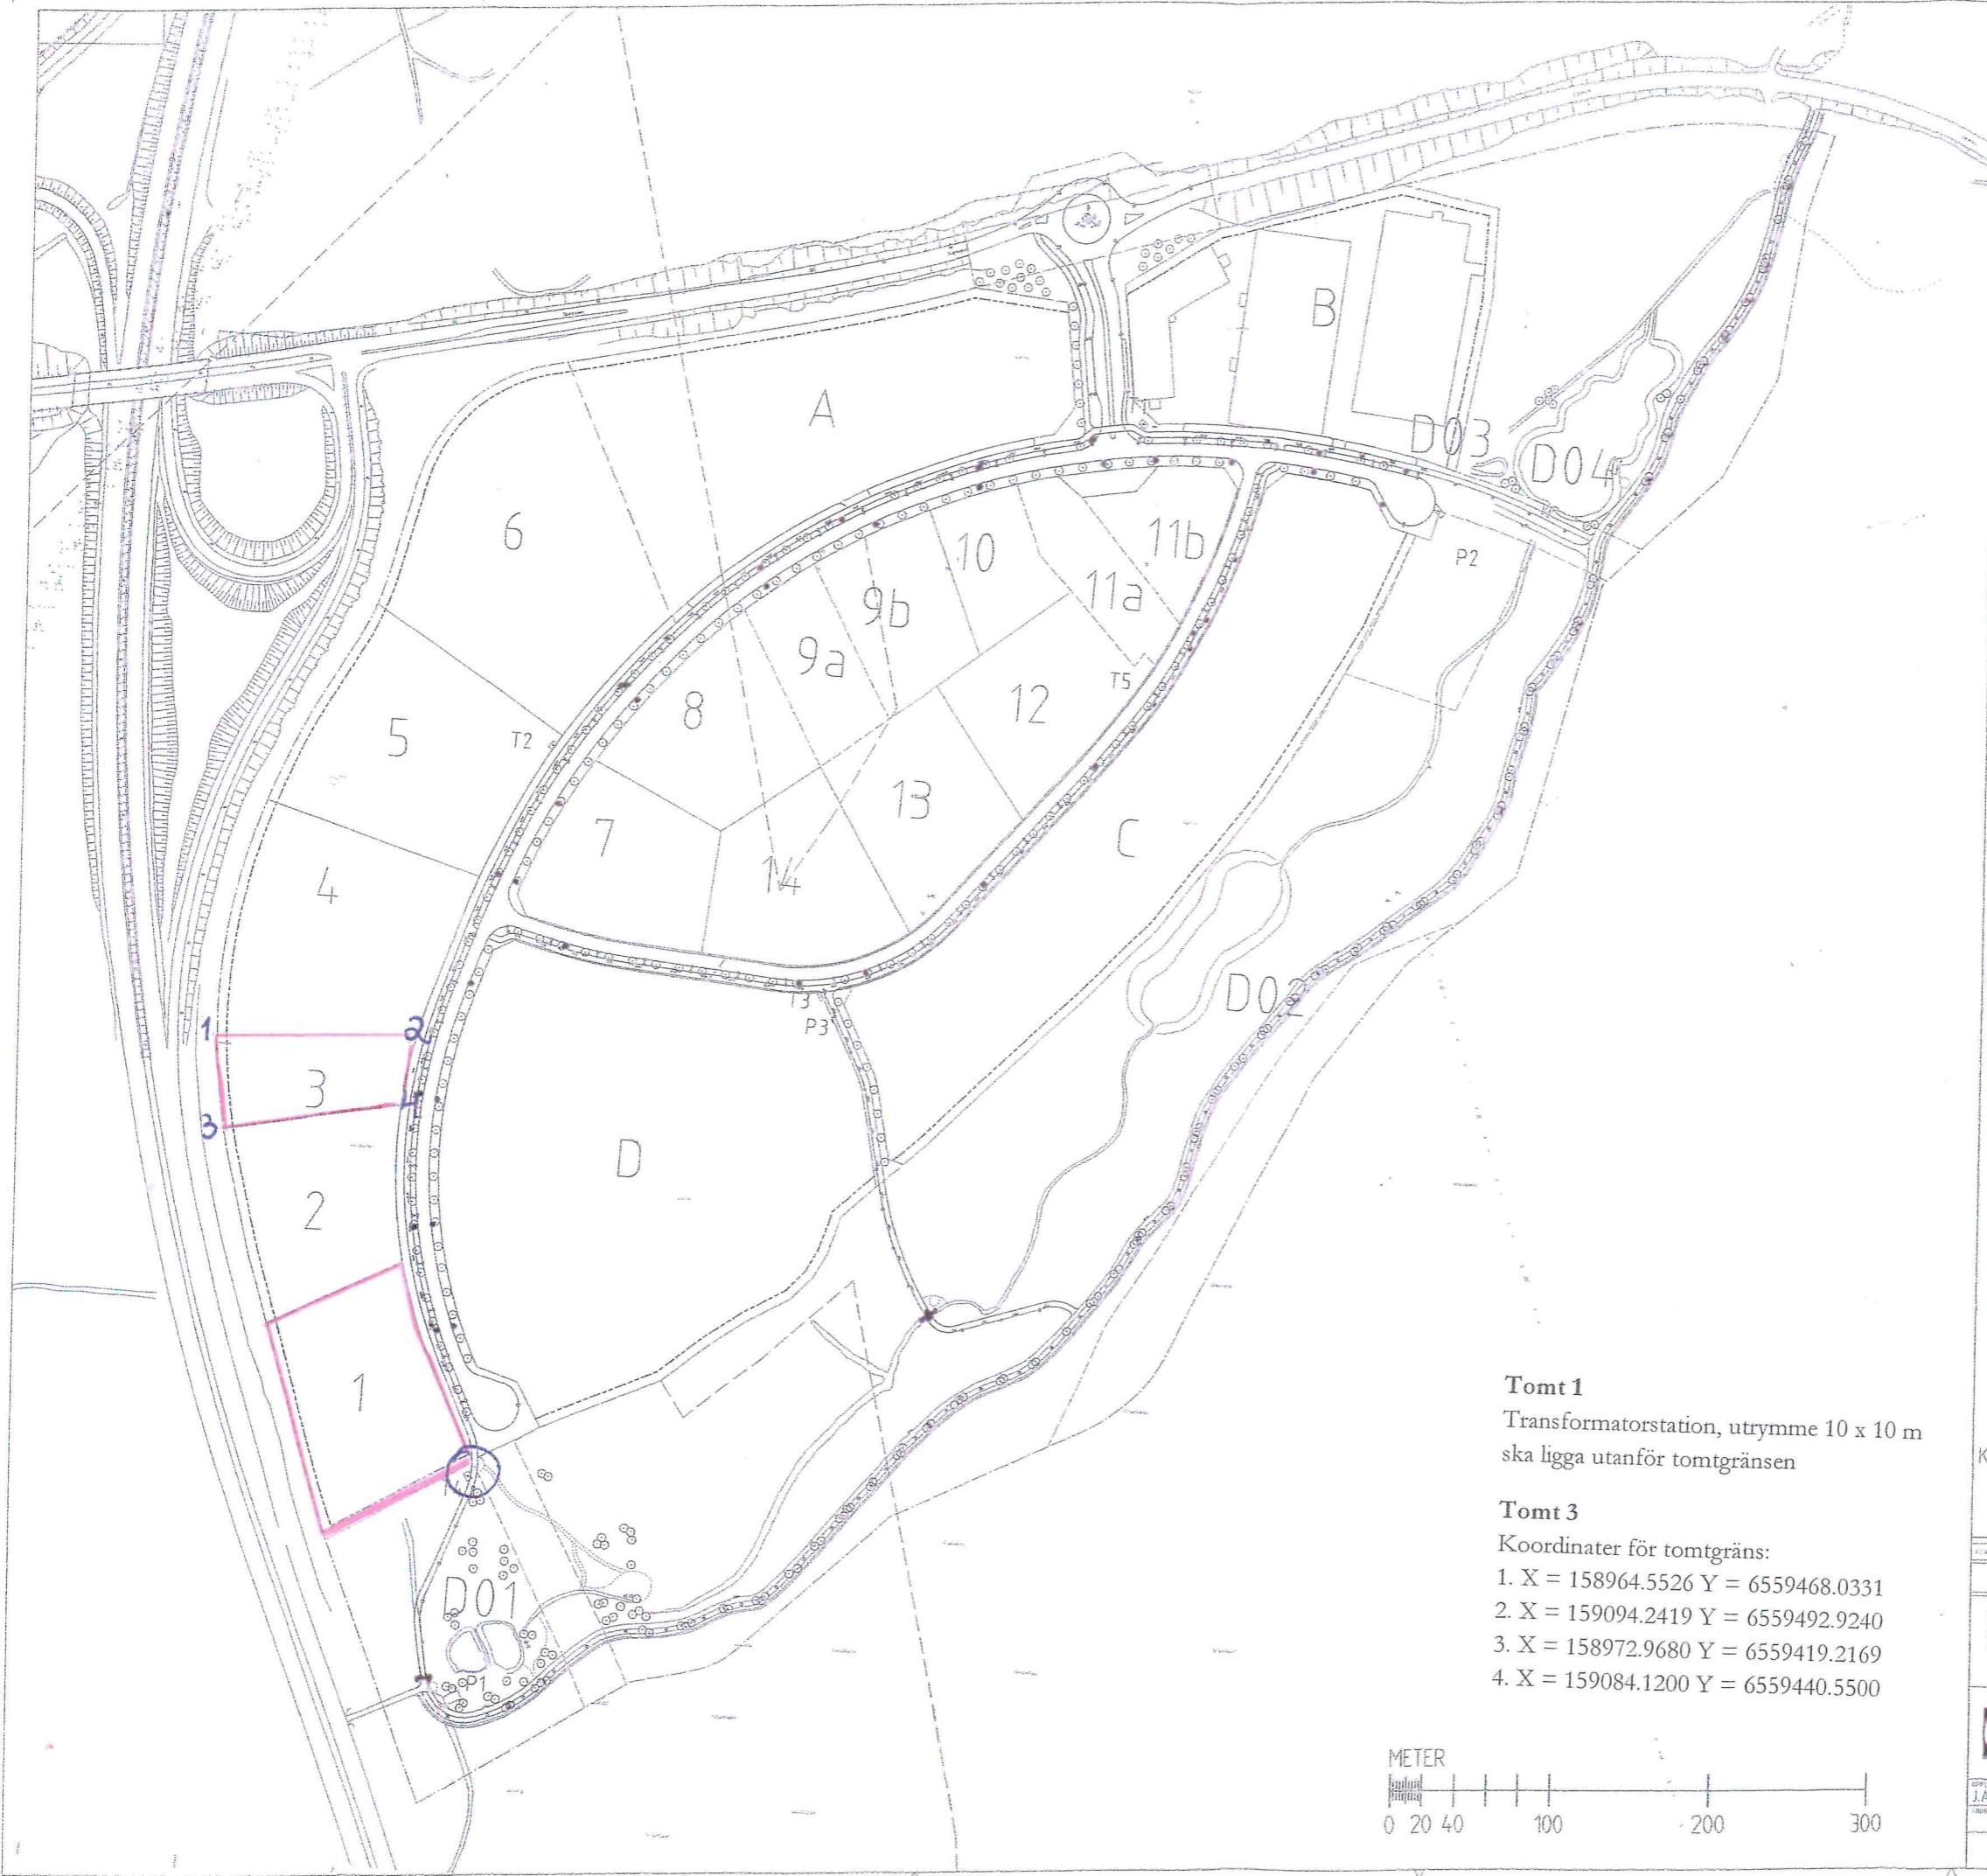 A
B
D03
D04
6
10
11b
P2
11a
9b
9a
T5
8
12
T2
5
13
7
C
14
4
D02
T3
P3
1
2
3
4
3
D
2
1
Tomt 1
Transformatorstation, utrymme 10 x 10 m
ska ligga utanför tomtgränsen
Tomt 3
Koordinater för tomtgräns:
1. X = 158964.5526 Y = 6559468.0331
2. X = 159094.2419 Y = 6559492.9240
3. X = 158972.9680 Y = 6559419.2169
4. X = 159084.1200 Y = 6559440.5500
D01
P1
METER
0 20 40 100 200 300